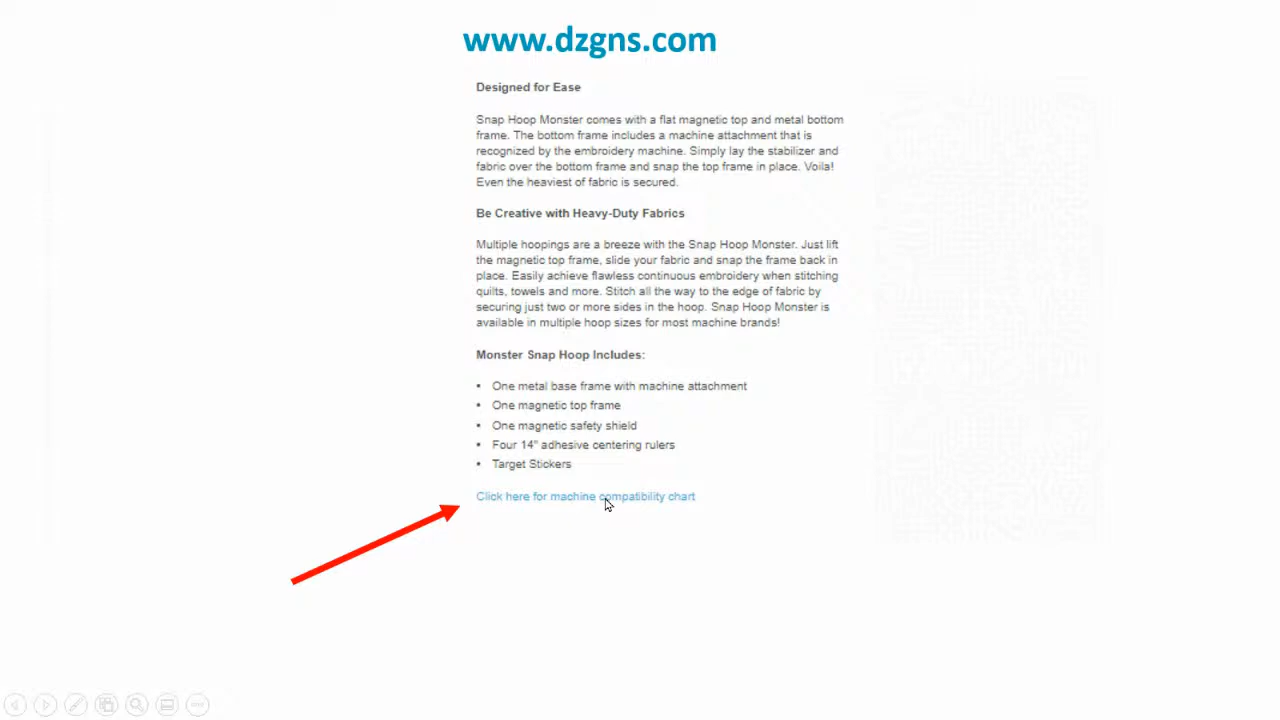 www.dzgns.com
Designed for Ease
Snap Hoop Monster comes with a flat magnetic top and metal bottom
frame. The bottom frame includes a machine attachment that is
recognized by the embroidery machine. Simply lay the stabilizer and
fabric over the bottom frame and snap the top frame in place. Voila!
Even the heaviest of fabric is secured.
Be Creative with Heavy-Duty Fabrics
Multiple hoopings are a breeze with the Snap Hoop Monster. Just lift
the magnetic top frame, slide your fabric and snap the frame back in
place. Easily achieve flawless continuous embroidery when stitching
quilts, towels and more. Stitch all the way to the edge of fabric by
securing just two or more sides in the hoop. Snap Hoop Monster is
available in multiple hoop sizes for most machine brands!
Monster Snap Hoop Includes:
• One metal base frame with machine attachment
• One magnetic top frame
• One magnetic safety shield
• Four 14" adhesive centering rulers
• Target Stickers
Click here for machine compatibility chart